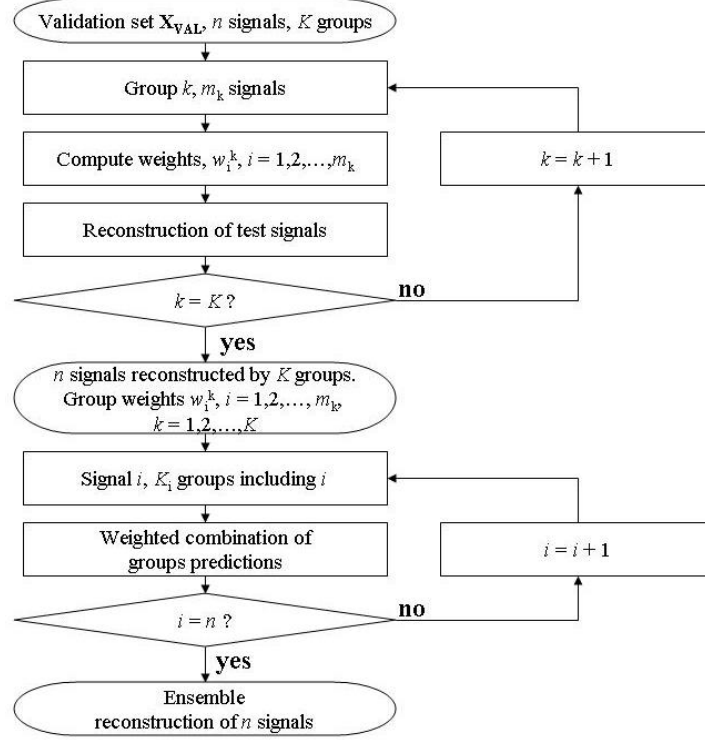 Validation set X_VAL, n signals, K groups
Group k, m_k signals
Compute weights, w_i^k, i = 1,2,…,m_k
k = k + 1
Reconstruction of test signals
k = K ?
no
yes
n signals reconstructed by K groups.
Group weights w_i^k, i = 1,2,…, m_k,
k = 1,2,…,K
Signal i, K_i groups including i
Weighted combination of
groups predictions
i = i + 1
i = n ?
no
yes
Ensemble
reconstruction of n signals